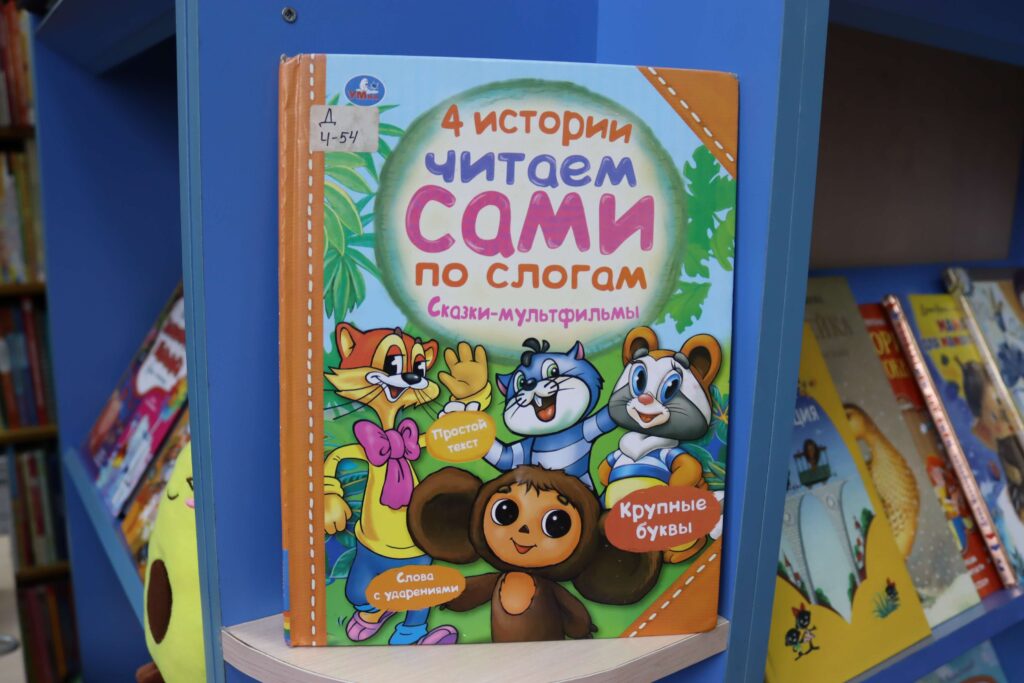 УМка
Д
Ч-54
4 истории
читаем
сами
по слогам
Сказки-мультфильмы
Простой
текст
Крупные
буквы
Слова
с ударениями